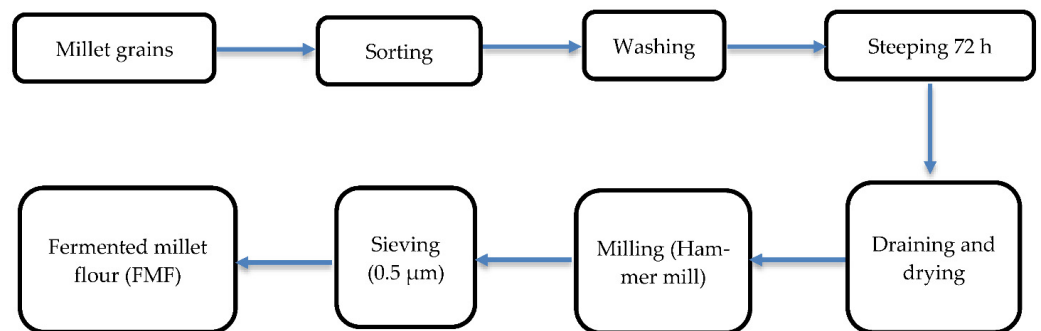 Millet grains
Sorting
Washing
Steeping 72 h
Draining and
drying
Milling (Ham-
mer mill)
Sieving
(0.5 μm)
Fermented millet
flour (FMF)